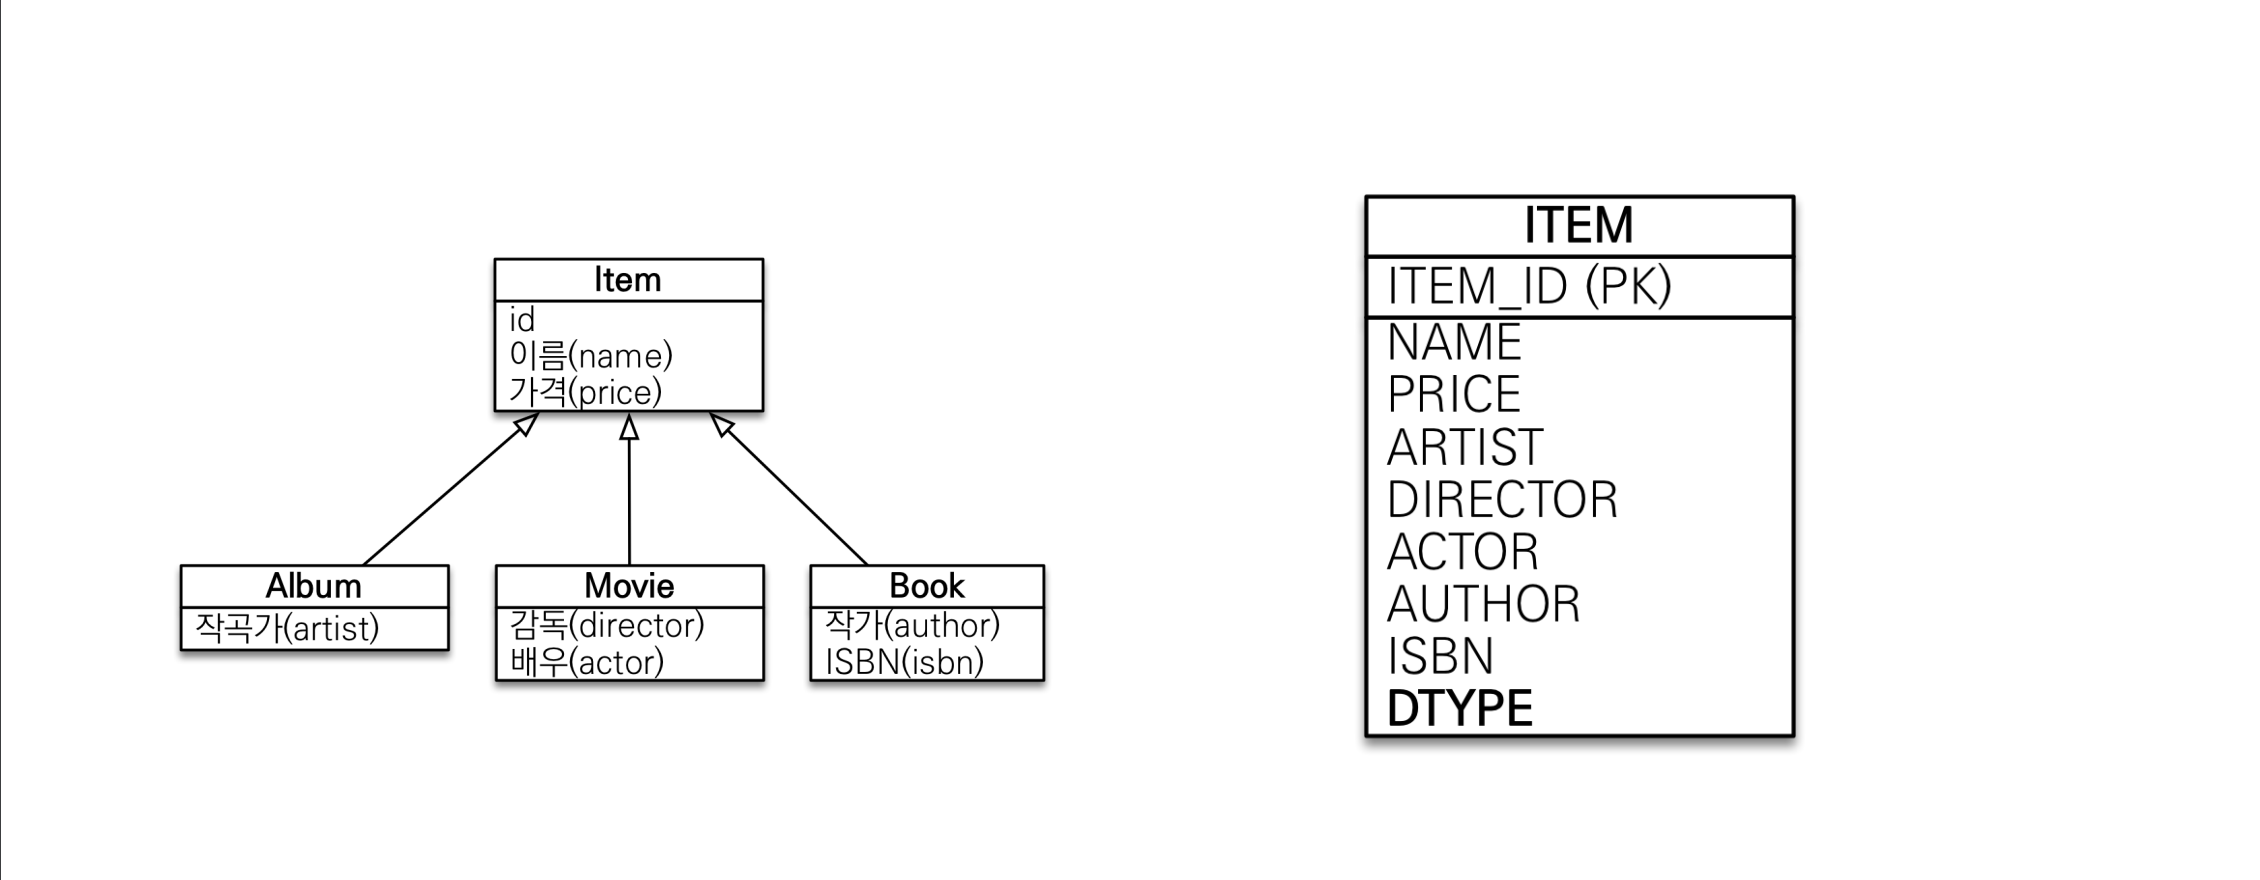 Item
id
이름(name)
가격(price)
Album
작곡가(artist)
Movie
감독(director)
배우(actor)
Book
작가(author)
ISBN(isbn)
ITEM
ITEM_ID (PK)
NAME
PRICE
ARTIST
DIRECTOR
ACTOR
AUTHOR
ISBN
DTYPE